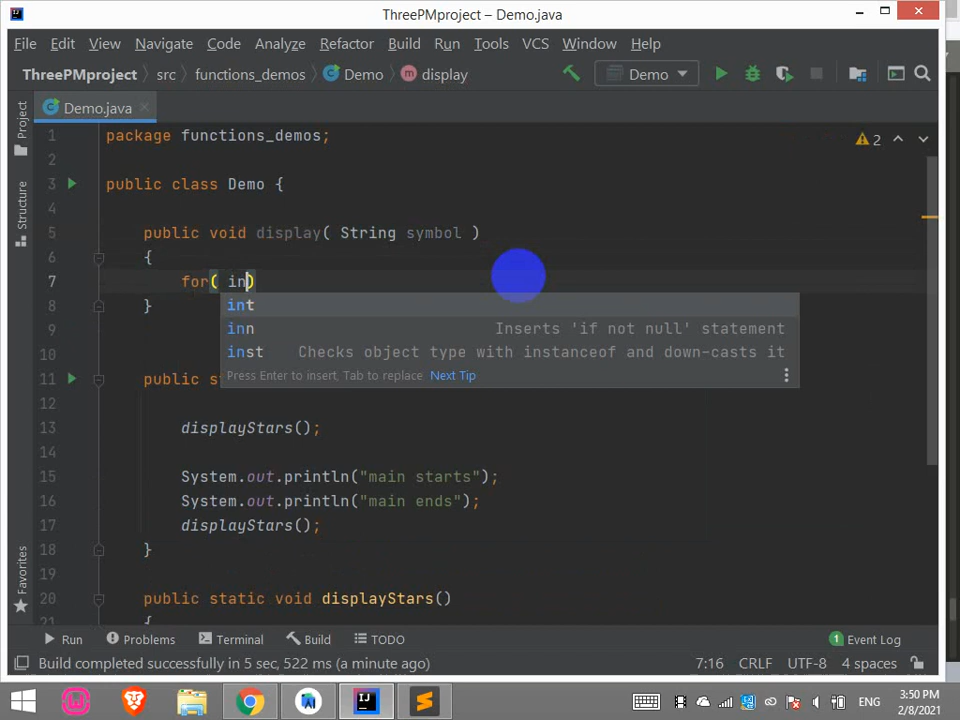 ThreePMproject – Demo.java
File Edit View Navigate Code Analyze Refactor Build Run Tools VCS Window Help
ThreePMproject src functions_demos Demo m display Demo
Demo.java
Project
Structure
Favorites
2
1 package functions_demos;
2
3 public class Demo {
4
5 public void display( String symbol )
6 {
7 for( in)
int
inn Inserts 'if not null' statement
inst Checks object type with instanceof and down-casts it
Press Enter to insert, Tab to replace Next Tip
8 }
9
10
11 public s
12
13 displayStars();
14
15 System.out.println("main starts");
16 System.out.println("main ends");
17 displayStars();
18 }
19
20 public static void displayStars()
21 {
Run Problems Terminal Build TODO 1 Event Log
Build completed successfully in 5 sec, 522 ms (a minute ago) 7:16 CRLF UTF-8 4 spaces
ENG 3:50 PM
2/8/2021